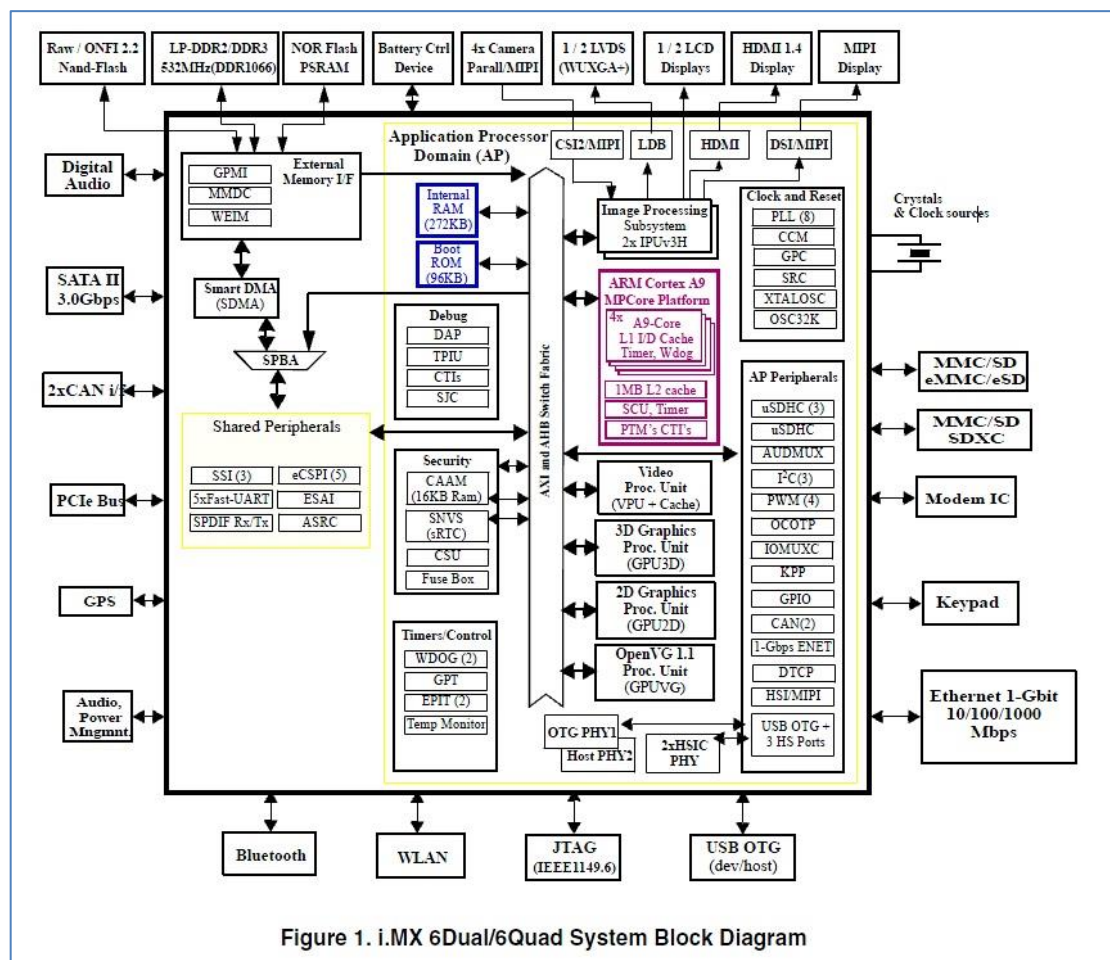 Raw / ONFI 2.2
Nand-Flash
LP-DDR2/DDR3
532MHz(DDR1066)
NOR Flash
PSRAM
Battery Ctrl
Device
4x Camera
Parall/MIPI
1 / 2 LVDS
(WUXGA+)
1 / 2 LCD
Displays
HDMI 1.4
Display
MIPI
Display
Digital
Audio
SATA II
3.0Gbps
2xCAN i/f
PCIe Bus
GPS
Audio,
Power
Mngmnt.
External
Memory I/F
GPMI
MMDC
WEIM
Smart DMA
(SDMA)
SPBA
Shared Peripherals
SSI (3)
eCSPI (5)
5xFast-UART
ESAI
SPDIF Rx/Tx
ASRC
Application Processor
Domain (AP)
Internal
RAM
(272KB)
Boot
ROM
(96KB)
Debug
DAP
TPIU
CTIs
SJC
Security
CAAM
(16KB Ram)
SNVS
(sRTC)
CSU
Fuse Box
Timers/Control
WDOG (2)
GPT
EPIT (2)
Temp Monitor
AXI and AHB Switch Fabric
CSI2/MIPI
LDB
HDMI
DSI/MIPI
Image Processing
Subsystem
2x IPUv3H
ARM Cortex A9
MPCore Platform
4x
A9-Core
L1 I/D Cache
Timer, Wdog
1MB L2 cache
SCU, Timer
PTM's CTI's
Video
Proc. Unit
(VPU + Cache)
3D Graphics
Proc. Unit
(GPU3D)
2D Graphics
Proc. Unit
(GPU2D)
OpenVG 1.1
Proc. Unit
(GPUVG)
OTG PHY1
Host PHY2
2xHSIC
PHY
Clock and Reset
PLL (8)
CCM
GPC
SRC
XTALOSC
OSC32K
AP Peripherals
uSDHC (3)
uSDHC
AUDMUX
I²C(3)
PWM (4)
OCOTP
IOMUXC
KPP
GPIO
CAN(2)
1-Gbps ENET
DTCP
HSI/MIPI
USB OTG +
3 HS Ports
Crystals
& Clock sources
MMC/SD
eMMC/eSD
MMC/SD
SDXC
Modem IC
Keypad
Ethernet 1-Gbit
10/100/1000
Mbps
Bluetooth
WLAN
JTAG
(IEEE1149.6)
USB OTG
(dev/host)
Figure 1. i.MX 6Dual/6Quad System Block Diagram